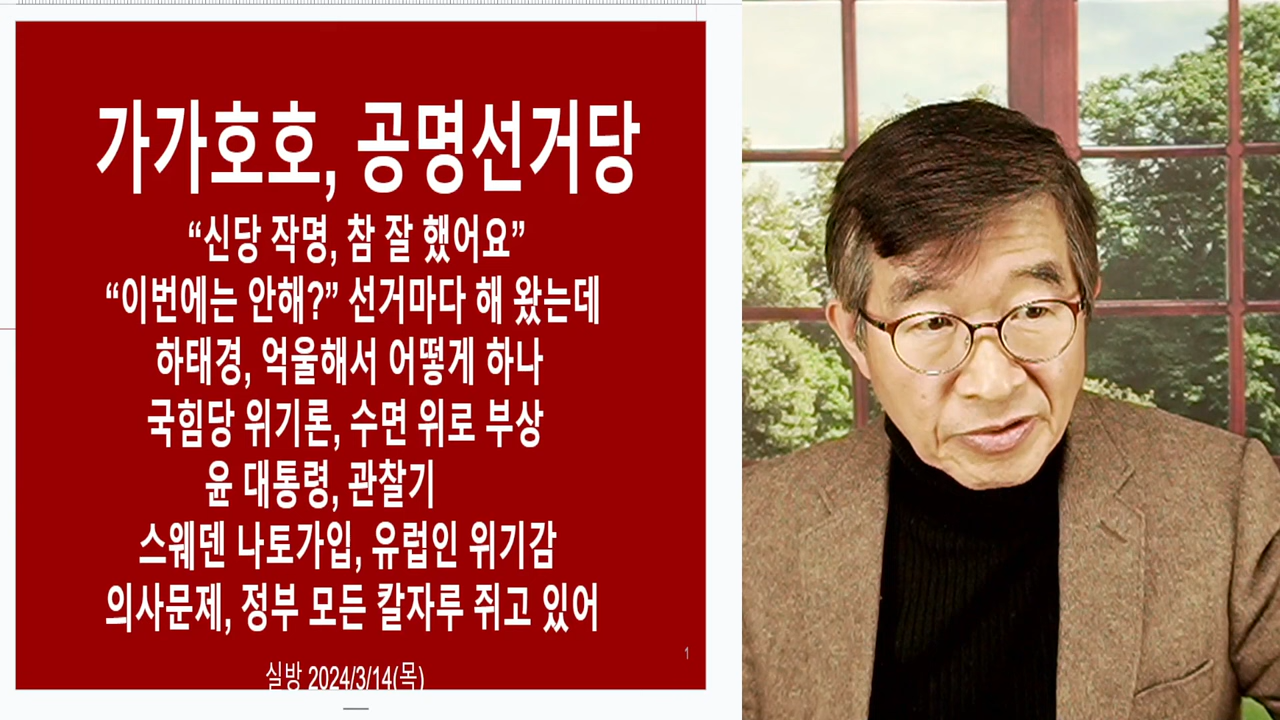 가가호호, 공명선거당
“신당 작명, 참 잘 했어요”
“이번에는 안해?” 선거마다 해 왔는데
하태경, 억울해서 어떻게 하나
국힘당 위기론, 수면 위로 부상
윤 대통령, 관찰기
스웨덴 나토가입, 유럽인 위기감
의사문제, 정부 모든 칼자루 쥐고 있어
1
실방 2024/3/14(목)